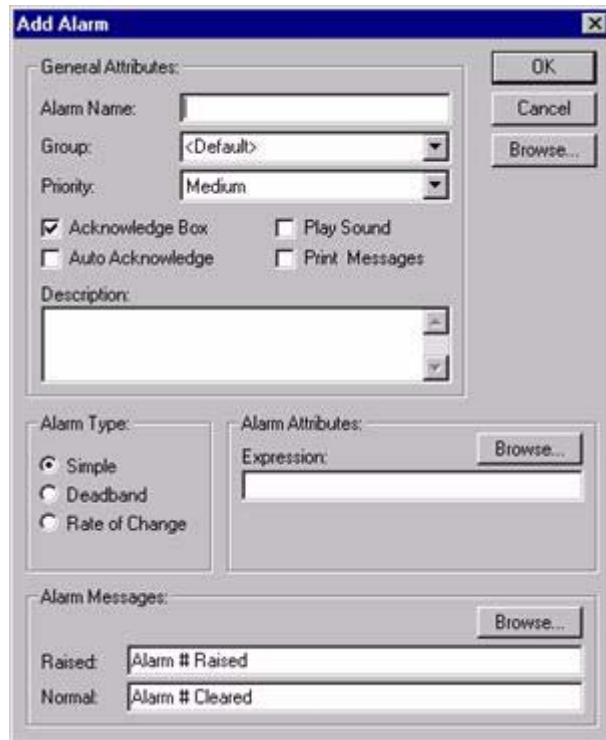 Add Alarm
General Attributes:
OK
Alarm Name:
Cancel
Group: <Default>
Browse...
Priority: Medium
Acknowledge Box Play Sound
Auto Acknowledge Print Messages
Description:
Alarm Type:
Simple
Deadband
Rate of Change
Alarm Attributes:
Browse...
Expression:
Alarm Messages:
Browse...
Raised: Alarm # Raised
Normal: Alarm # Cleared